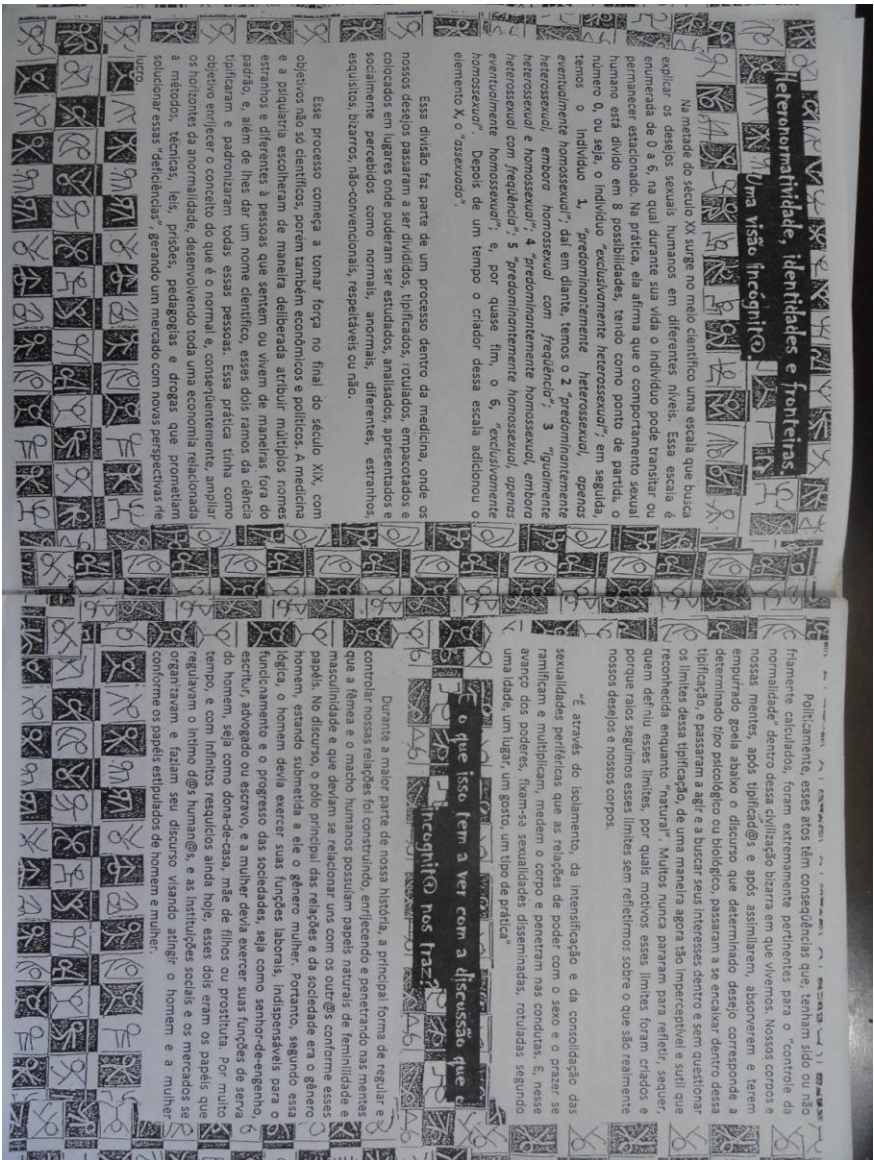 Heteronormatividade, identidades e fronteiras.
Uma visão incógnit@.
Na metade do século XX surge no meio científico uma escala que busca
explicar os desejos sexuais humanos em diferentes níveis. Essa escala é
enumerada de 0 a 6, na qual durante sua vida o indivíduo pode transitar ou
permanecer estacionado. Na prática, ela afirma que o comportamento sexual
humano está divido em 8 possibilidades, tendo como ponto de partida o
número 0, ou seja, o indivíduo "exclusivamente heterossexual"; em seguida,
temos o indivíduo 1, "predominantemente heterossexual, apenas
eventualmente homossexual"; daí em diante, temos o 2 "predominantemente
heterossexual, embora homossexual com freqüência"; 3 "igualmente
heterossexual e homossexual"; 4 "predominantemente homossexual, embora
heterossexual com freqüência"; 5 "predominantemente homossexual, apenas
eventualmente homossexual"; e, por quase fim, o 6, "exclusivamente
homossexual". Depois de um tempo o criador dessa escala adicionou o
elemento X, o "assexuado".
Essa divisão faz parte de um processo dentro da medicina, onde os
nossos desejos passaram a ser divididos, tipificados, rotulados, empacotados e
colocados em lugares onde puderam ser estudados, analisados, apresentados e
socialmente percebidos como normais, anormais, diferentes, estranhos,
esquisitos, bizarros, não-convencionais, respeitáveis ou não.
Esse processo começa a tomar força no final do século XIX, com
objetivos não só científicos, porém também econômicos e políticos. A medicina
e a psiquiatria escolheram de maneira deliberada atribuir múltiplos nomes
estranhos e diferentes à pessoas que sentem ou vivem de maneiras fora do
padrão, e, além de lhes dar um nome científico, esses dois ramos da ciência
tipificaram e padronizaram todas essas pessoas. Essa prática tinha como
objetivo enrijecer o conceito do que é o normal e, conseqüentemente, ampliar
os horizontes da anormalidade, desenvolvendo toda uma economia relacionada
a métodos, técnicas, leis, prisões, pedagogias e drogas que prometiam
solucionar essas "deficiências", gerando um mercado com novas perspectivas de
lucro.
Politicamente, esses atos têm conseqüências que, tenham sido ou não
friamente calculados, foram extremamente pertinentes para o "controle da
normalidade" dentro dessa civilização bizarra em que vivemos. Nossos corpos e
nossas mentes, após tipificad@s e após assimilarem, absorverem e terem
empurrado goela abaixo o discurso que determinado desejo corresponde a
determinado tipo psicológico ou biológico, passaram a se encaixar dentro dessa
tipificação, e passaram a agir e a buscar seus interesses dentro e sem questionar
os limites dessa tipificação, de uma maneira agora tão imperceptível e sutil que
reconhecida enquanto "natural". Muitos nunca pararam para refletir, sequer,
quem definiu esses limites, por quais motivos esses limites foram criados e
porque raios seguimos esses limites sem refletirmor sobre o que são realmente
nossos desejos e nossos corpos.
"É através do isolamento, da intensificação e da consolidação das
sexualidades periféricas que as relações de poder com o sexo e o prazer se
ramificam e multiplicam, medem o corpo e penetram nas condutas. E, nesse
avanço dos poderes, fixam-se sexualidades disseminadas, rotuladas segundo
uma idade, um lugar, um gosto, um tipo de prática"
E o que isso tem a ver com a discussão que
incógnit@ nos traz?
Durante a maior parte de nossa história, a principal forma de regular e
controlar nossas relações foi construindo, enrijecendo e penetrando nas mentes
que a fêmea e o macho humanos possuíam papeis naturais de feminilidade e
masculinidade e que deviam se relacionar uns com os outr@s conforme esses
papéis. No discurso, o polo principal das relações e da sociedade era o gênero
homem, estando submetida a ele o gênero mulher. Portanto, segundo essa
lógica, o homem devia exercer suas funções laborais, indispensáveis para o
funcionamento e o progresso das sociedades, seja como senhor-de-engenho,
escritor, advogado ou escravo, e a mulher devia exercer suas funções de serva
do homem, seja como dona-de-casa, mãe de filhos ou prostituta. Por muito
tempo, e com infinitos resquícios ainda hoje, esses dois eram os papéis que
regulavam o íntimo d@s human@s, e as instituições sociais e os mercados se
organizavam e faziam seu discurso visando atingir o homem e a mulher
conforme os papéis estipulados de homem e mulher.